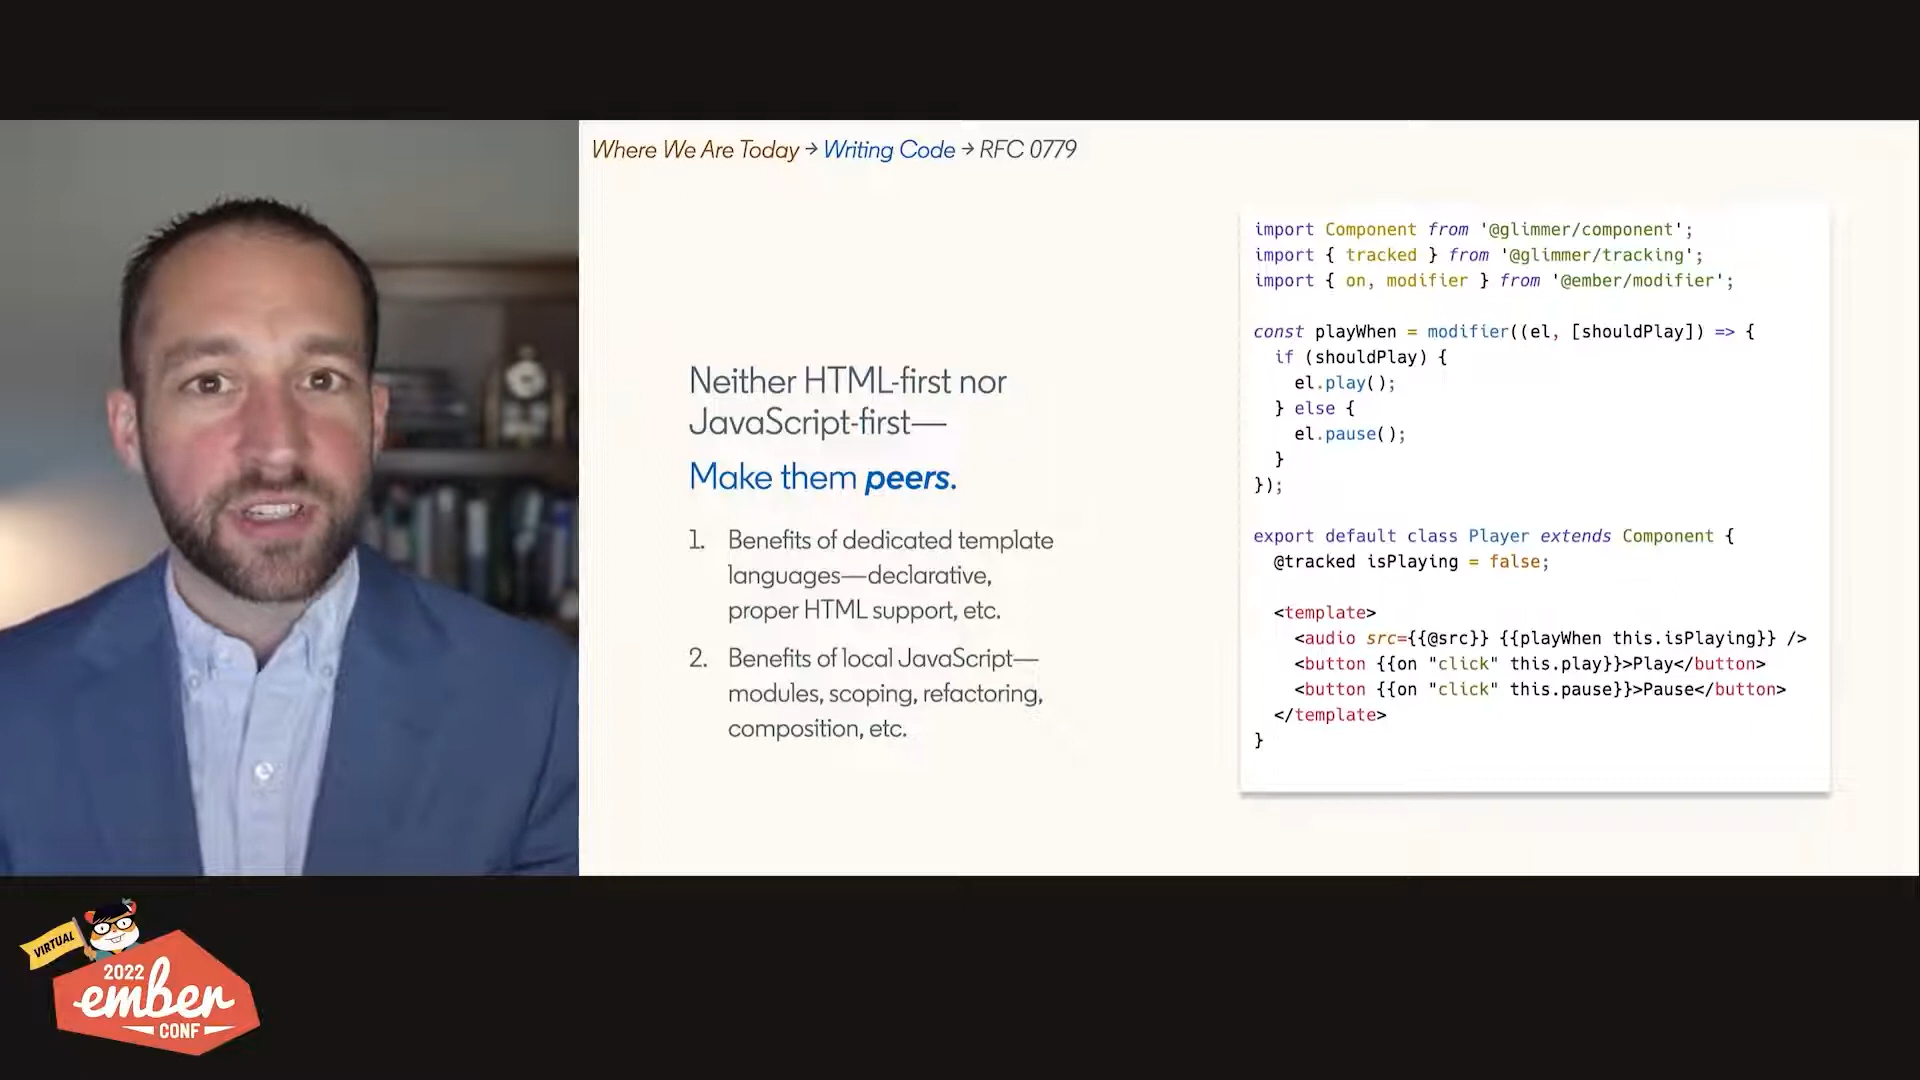 Where We Are Today → Writing Code → RFC 0779
Neither HTML-first nor
JavaScript-first—
Make them peers.
1. Benefits of dedicated template
languages—declarative,
proper HTML support, etc.
2. Benefits of local JavaScript—
modules, scoping, refactoring,
composition, etc.
import Component from '@glimmer/component';
import { tracked } from '@glimmer/tracking';
import { on, modifier } from '@ember/modifier';
const playWhen = modifier((el, [shouldPlay]) => {
  if (shouldPlay) {
    el.play();
  } else {
    el.pause();
  }
});
export default class Player extends Component {
  @tracked isPlaying = false;
  <template>
    <audio src={{@src}} {{playWhen this.isPlaying}} />
    <button {{on "click" this.play}}>Play</button>
    <button {{on "click" this.pause}}>Pause</button>
  </template>
}
VIRTUAL
2022
ember
CONF